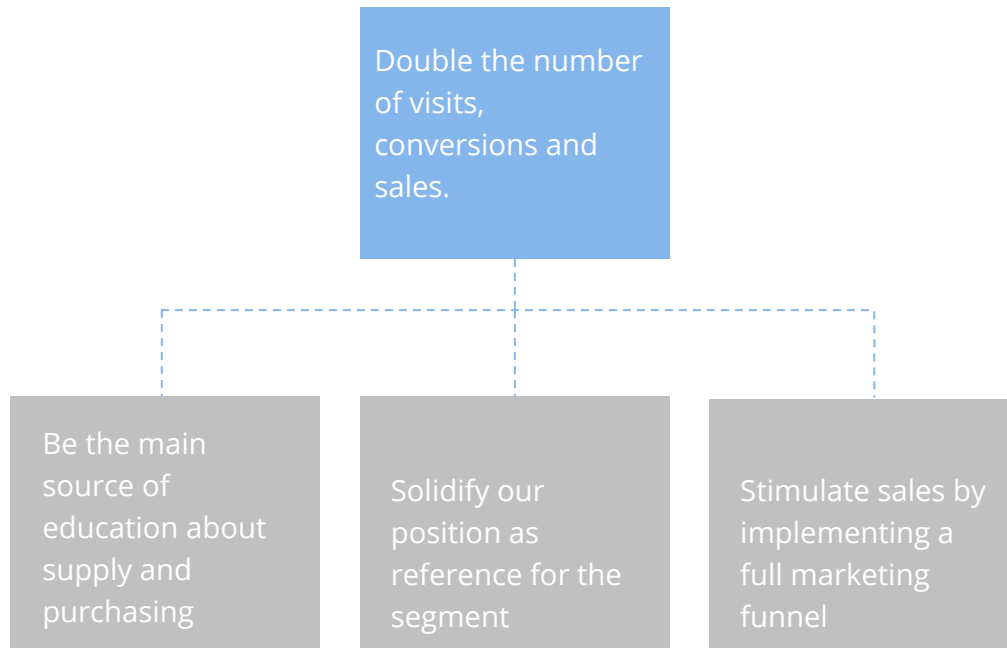 Double the number
of visits,
conversions and
sales.
Be the main
source of
education about
supply and
purchasing
Solidify our
position as
reference for the
segment
Stimulate sales by
implementing a
full marketing
funnel